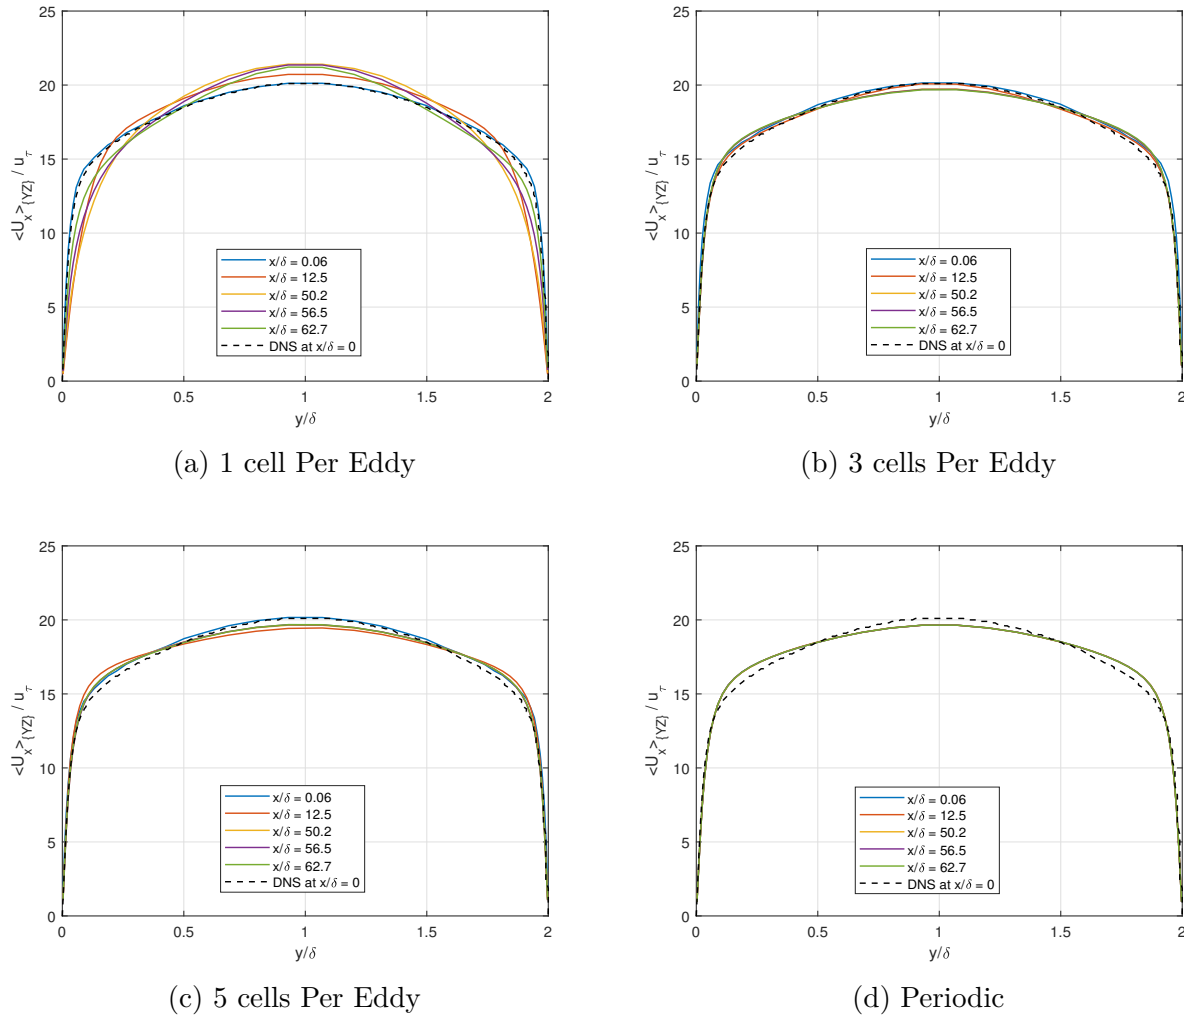 25
20
15
10
5
0
<U_x>_{YZ} / u_τ
x/δ = 0.06
x/δ = 12.5
x/δ = 50.2
x/δ = 56.5
x/δ = 62.7
DNS at x/δ = 0
0 0.5 1 1.5 2
y/δ
(a) 1 cell Per Eddy
25
20
15
10
5
0
<U_x>_{YZ} / u_τ
x/δ = 0.06
x/δ = 12.5
x/δ = 50.2
x/δ = 56.5
x/δ = 62.7
DNS at x/δ = 0
0 0.5 1 1.5 2
y/δ
(b) 3 cells Per Eddy
25
20
15
10
5
0
<U_x>_{YZ} / u_τ
x/δ = 0.06
x/δ = 12.5
x/δ = 50.2
x/δ = 56.5
x/δ = 62.7
DNS at x/δ = 0
0 0.5 1 1.5 2
y/δ
(c) 5 cells Per Eddy
25
20
15
10
5
0
<U_x>_{YZ} / u_τ
x/δ = 0.06
x/δ = 12.5
x/δ = 50.2
x/δ = 56.5
x/δ = 62.7
DNS at x/δ = 0
0 0.5 1 1.5 2
y/δ
(d) Periodic